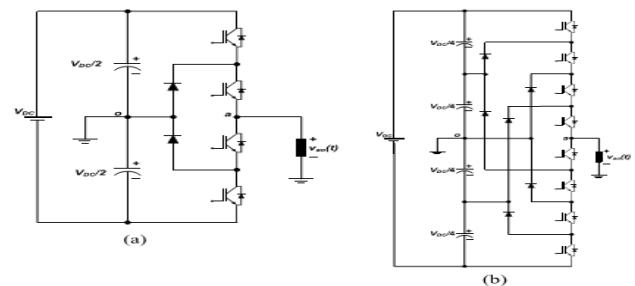 V_DC
V_DC/2
+
−
o
V_DC/2
+
−
a
+
v_ao(t)
−
(a)
V_DC
V_DC/4
+
−
V_DC/4
+
−
o
V_DC/4
+
−
V_DC/4
+
−
a
+
v_ao(t)
−
(b)